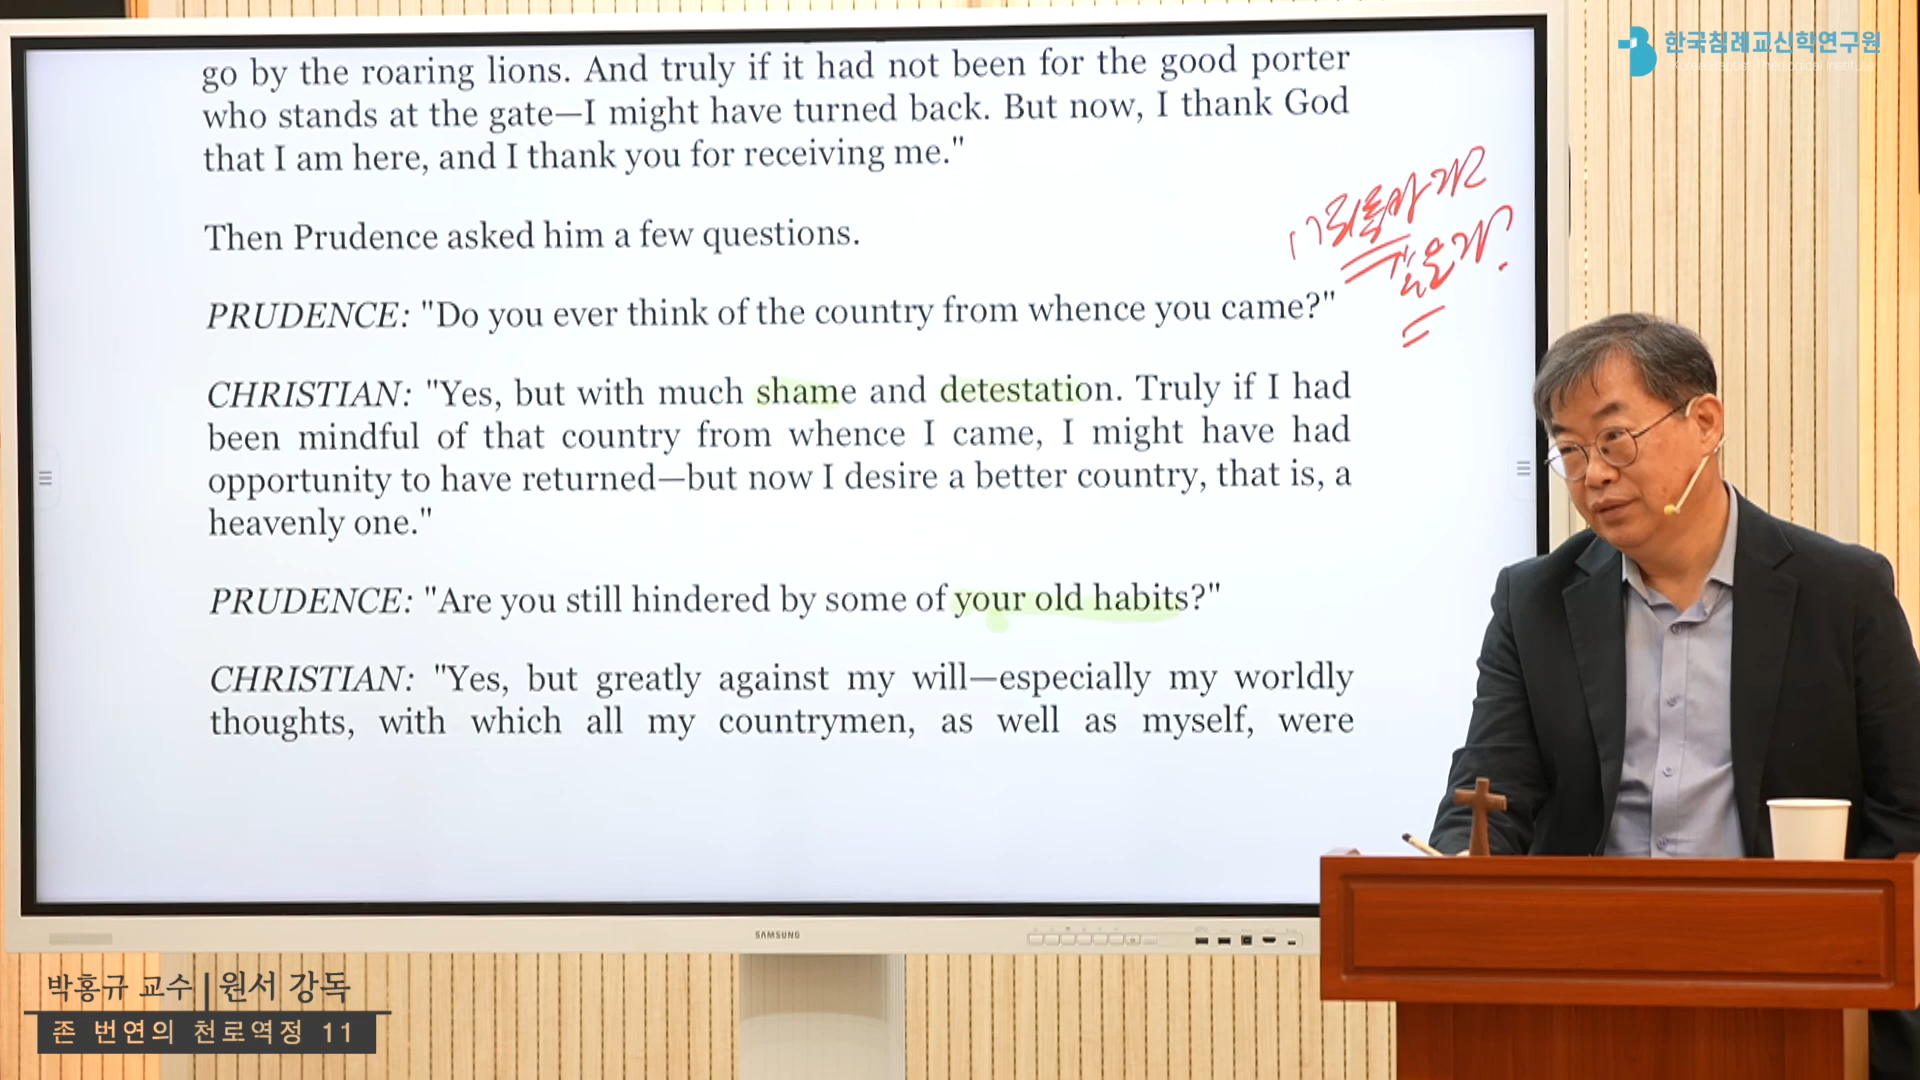 go by the roaring lions. And truly if it had not been for the good porter
who stands at the gate—I might have turned back. But now, I thank God
that I am here, and I thank you for receiving me."
Then Prudence asked him a few questions.
PRUDENCE: "Do you ever think of the country from whence you came?"
CHRISTIAN: "Yes, but with much shame and detestation. Truly if I had
been mindful of that country from whence I came, I might have had
opportunity to have returned—but now I desire a better country, that is, a
heavenly one."
PRUDENCE: "Are you still hindered by some of your old habits?"
CHRISTIAN: "Yes, but greatly against my will—especially my worldly
thoughts, with which all my countrymen, as well as myself, were
SAMSUNG
한국침례교신학연구원
박홍규 교수 | 원서 강독
존 번연의 천로역정 11